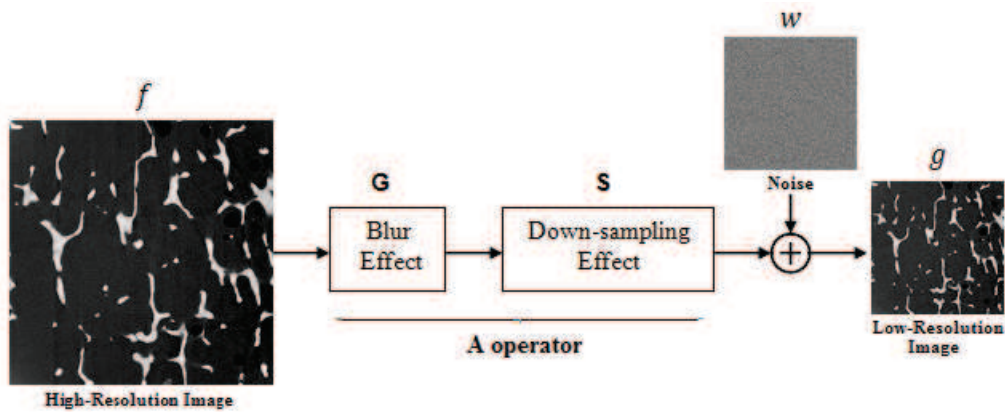 w
f
Noise
g
G
S
Blur
Effect
Down-sampling
Effect
+
A operator
Low-Resolution
Image
High-Resolution Image